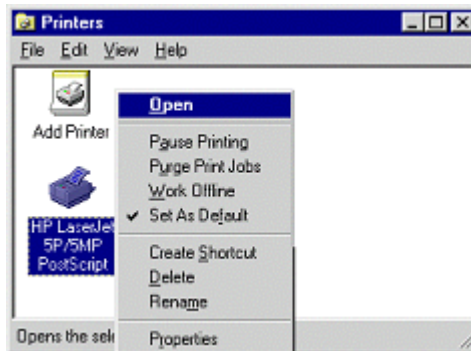 Printers
File Edit View Help
Add Printer
HP LaserJet
5P/5MP
PostScript
Open
Pause Printing
Purge Print Jobs
Work Offline
Set As Default
Create Shortcut
Delete
Rename
Properties
Opens the sele